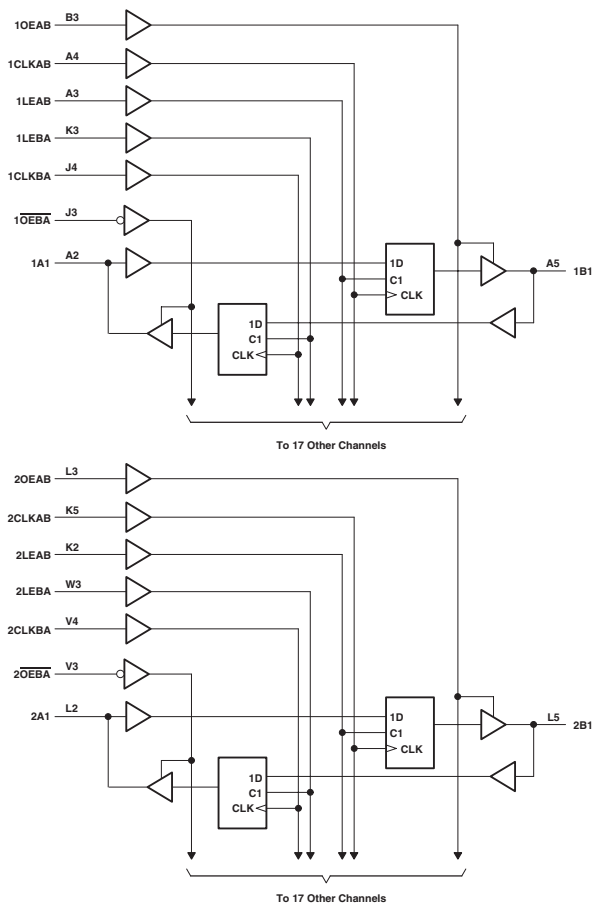 1OEAB B3
1CLKAB A4
1LEAB A3
1LEBA K3
1CLKBA J4
1O̅E̅B̅A̅ J3
1A1 A2
1D
C1
CLK
A5 1B1
1D
C1
CLK
To 17 Other Channels
2OEAB L3
2CLKAB K5
2LEAB K2
2LEBA W3
2CLKBA V4
2O̅E̅B̅A̅ V3
2A1 L2
1D
C1
CLK
L5 2B1
1D
C1
CLK
To 17 Other Channels